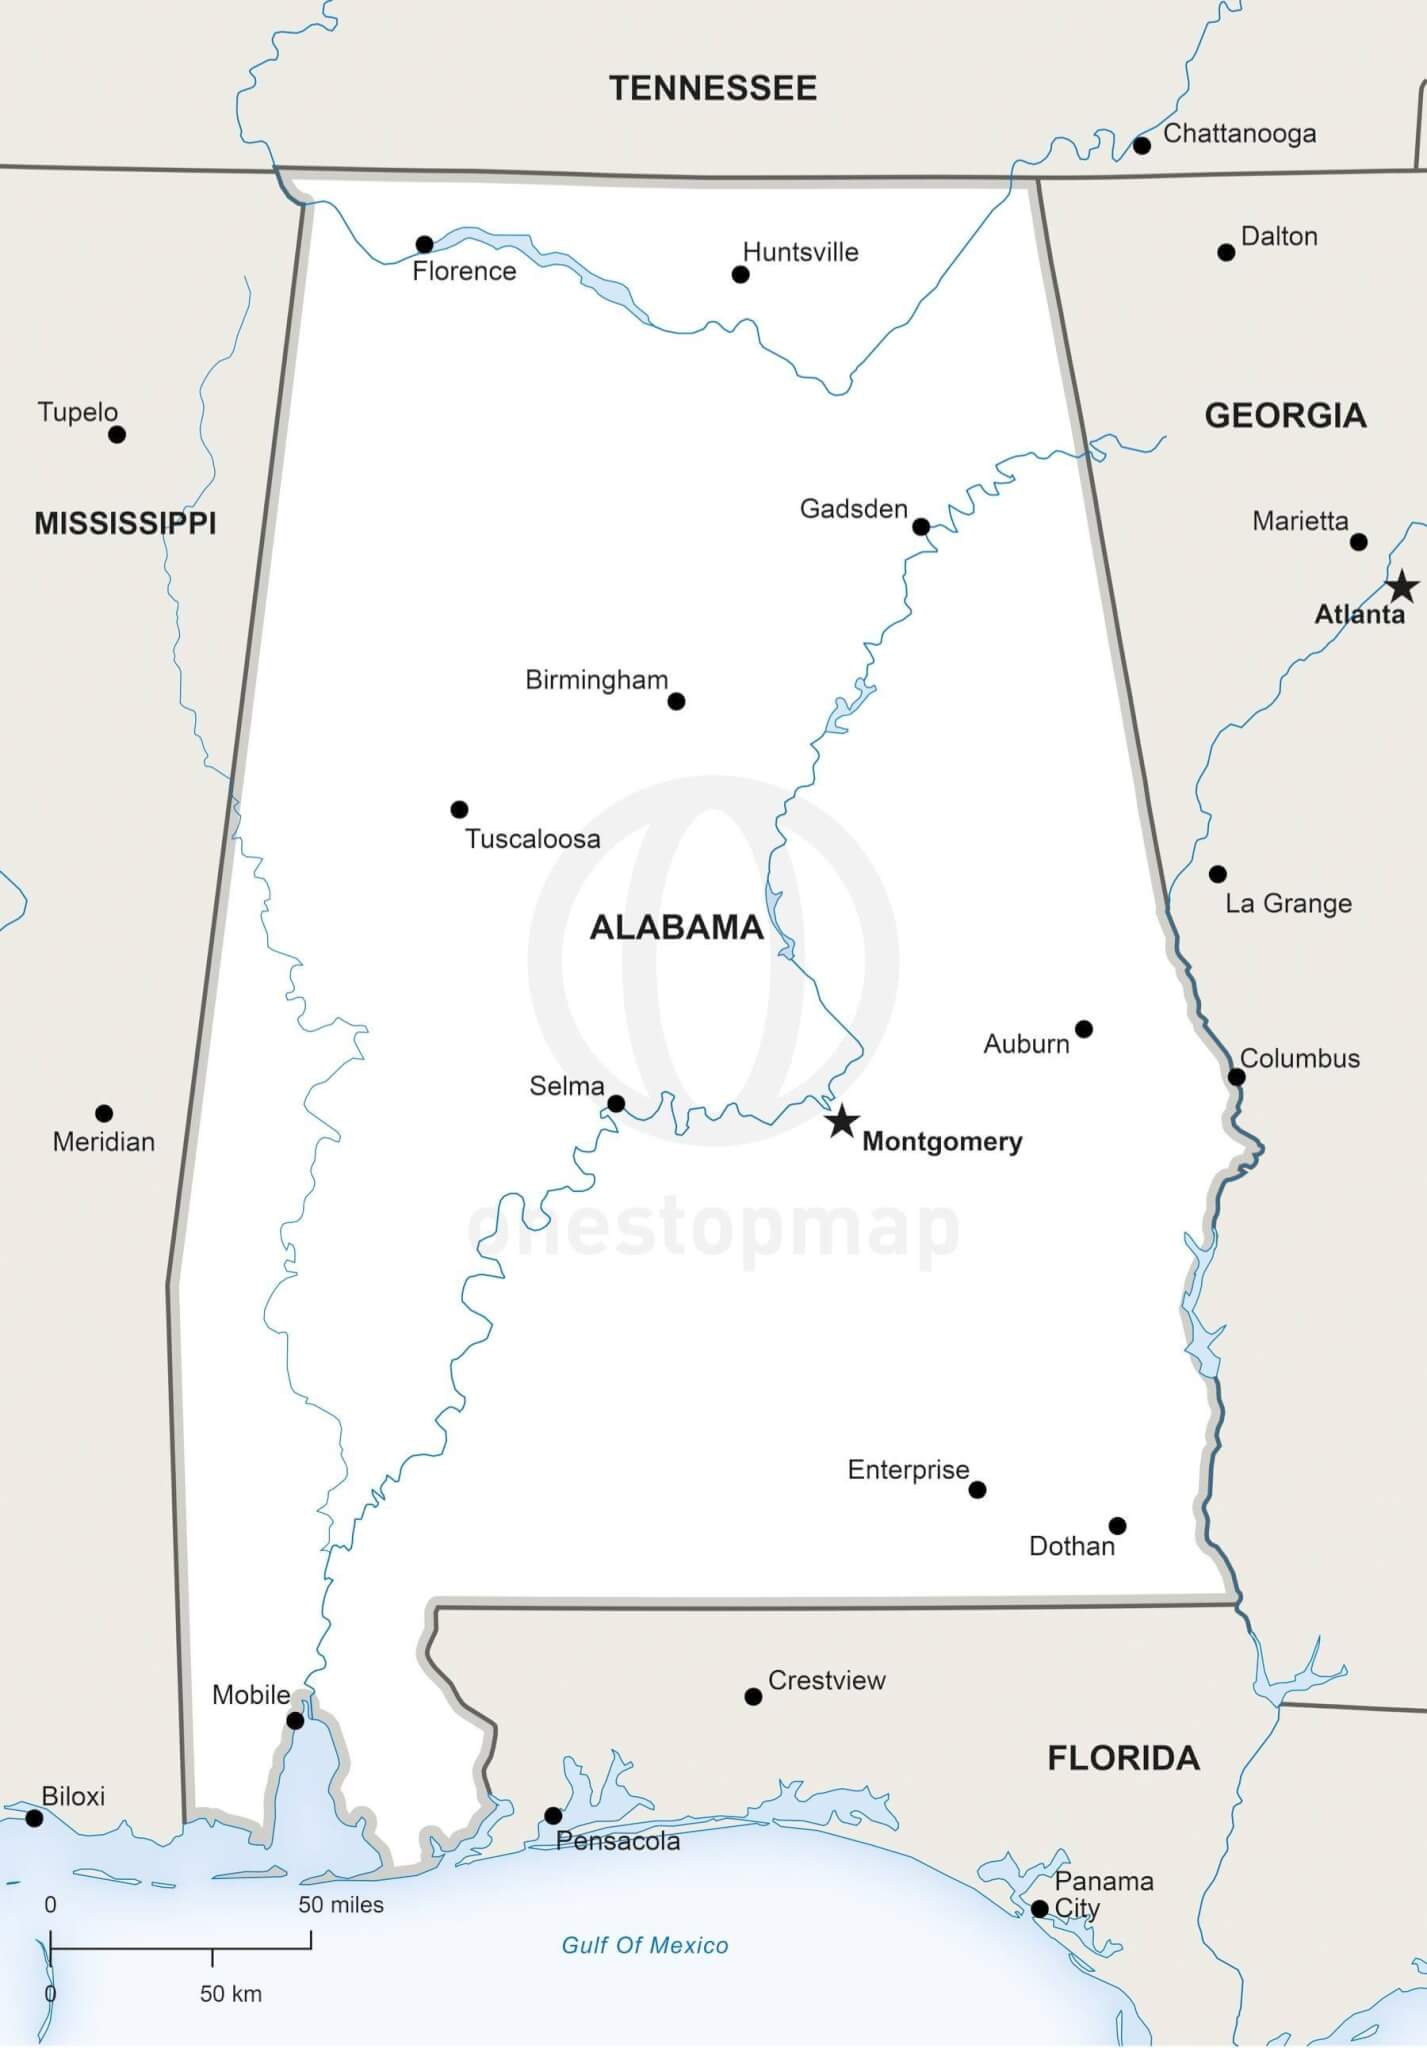 TENNESSEE
Chattanooga
Dalton
Huntsville
Florence
Tupelo
GEORGIA
Gadsden
MISSISSIPPI
Marietta
Atlanta
Birmingham
Tuscaloosa
La Grange
ALABAMA
Auburn
Columbus
Selma
Meridian
Montgomery
onestopmap
Enterprise
Dothan
Crestview
Mobile
FLORIDA
Biloxi
Pensacola
Panama
City
0
50 miles
Gulf Of Mexico
0
50 km